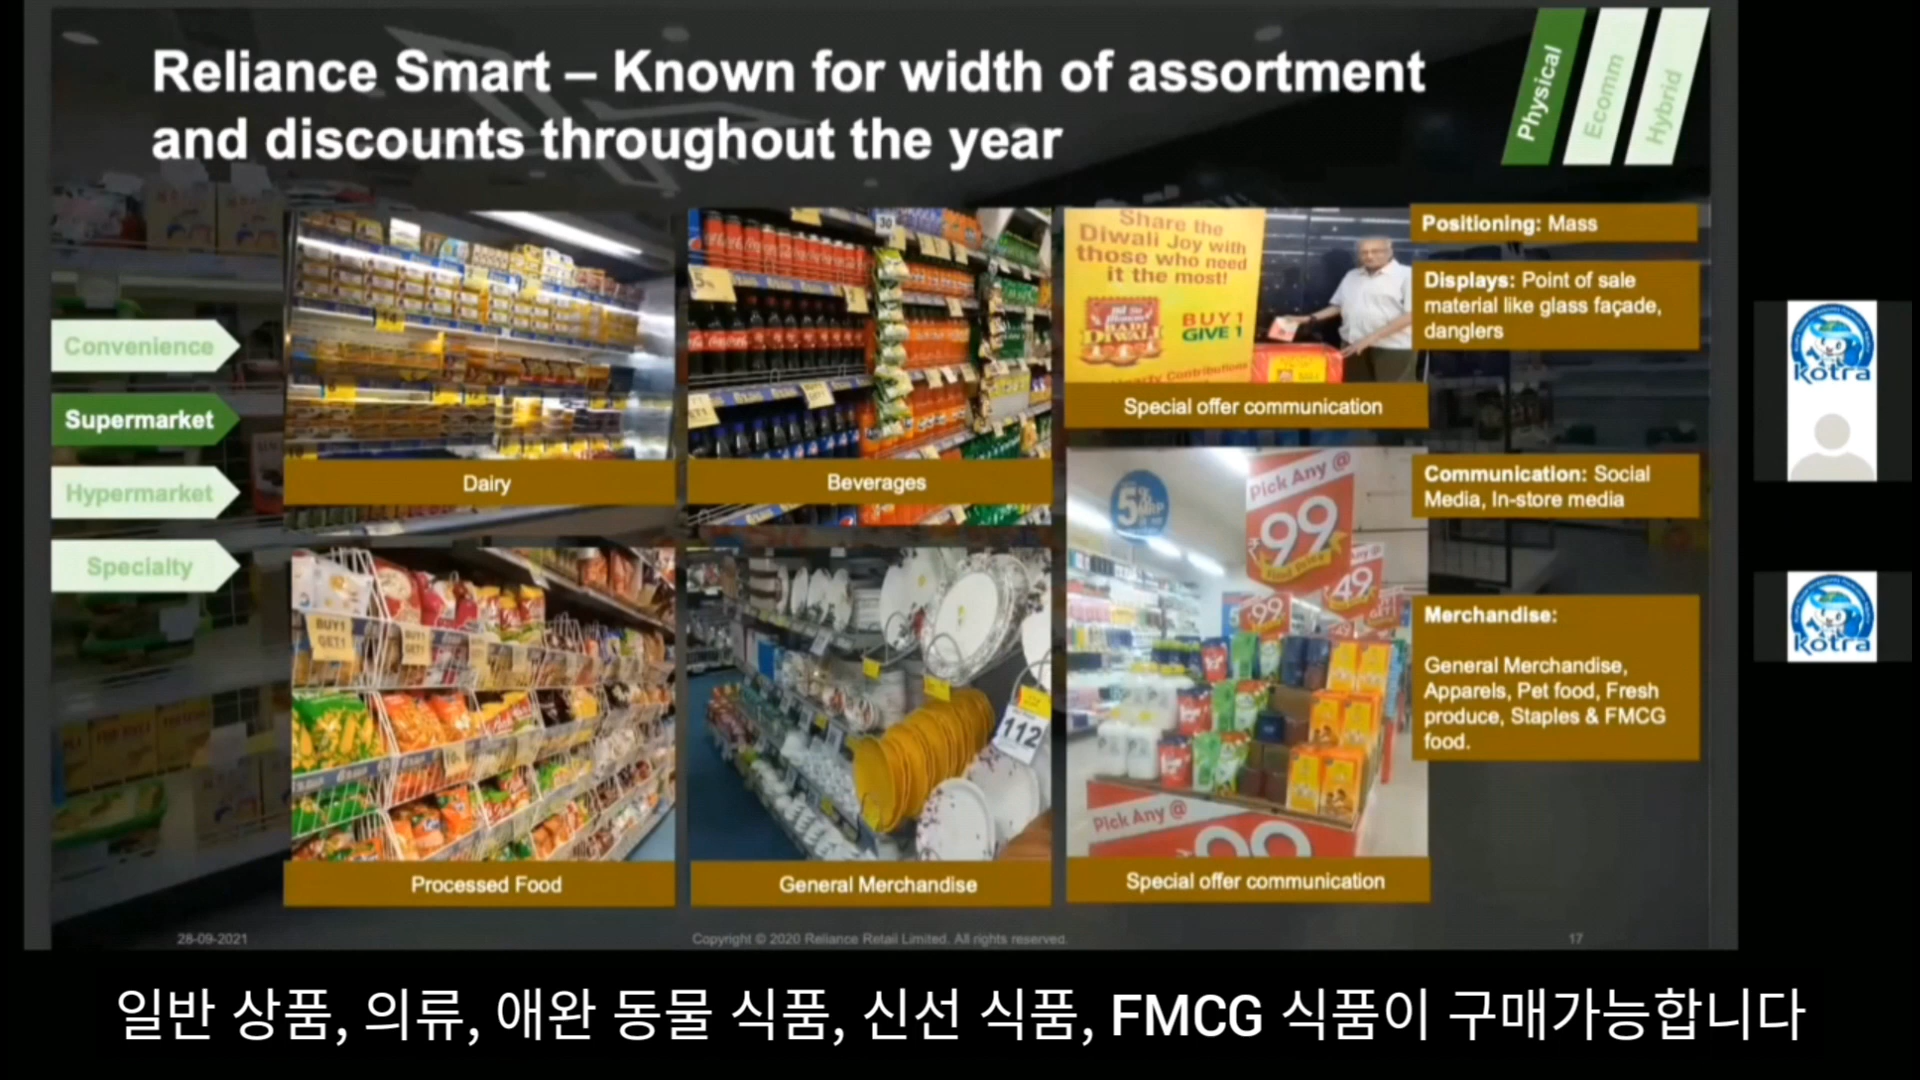 Reliance Smart – Known for width of assortment
and discounts throughout the year
Physical
Ecomm
Hybrid
Convenience
Supermarket
Hypermarket
Specialty
Dairy
Beverages
Share the
Diwali Joy with
those who need
it the most!
DIWALI
BUY 1
GIVE 1
Special offer communication
Positioning: Mass
Displays: Point of sale
material like glass façade,
danglers
Communication: Social
Media, In-store media
Merchandise:
General Merchandise,
Apparels, Pet food, Fresh
produce, Staples & FMCG
food.
BUY1
GET1
Processed Food
112
General Merchandise
5%
Pick Any @
99
49
99
Pick Any @
99
Special offer communication
kotra
kotra
28-09-2021
Copyright © 2020 Reliance Retail Limited. All rights reserved.
17
일반 상품, 의류, 애완 동물 식품, 신선 식품, FMCG 식품이 구매가능합니다